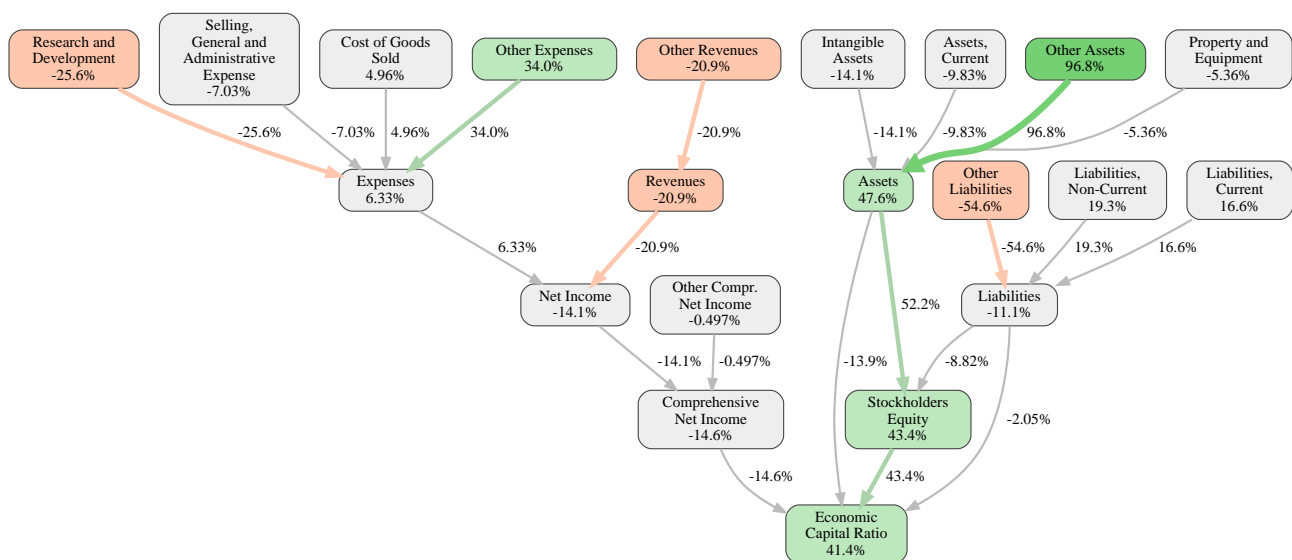 Research and
Development
-25.6%
Selling,
General and
Administrative
Expense
-7.03%
Cost of Goods
Sold
4.96%
Other Expenses
34.0%
Other Revenues
-20.9%
Intangible
Assets
-14.1%
Assets,
Current
-9.83%
Other Assets
96.8%
Property and
Equipment
-5.36%
-25.6%
-7.03%
4.96%
34.0%
-20.9%
-14.1%
-9.83%
96.8%
-5.36%
Expenses
6.33%
Revenues
-20.9%
Assets
47.6%
Other
Liabilities
-54.6%
Liabilities,
Non-Current
19.3%
Liabilities,
Current
16.6%
6.33%
-20.9%
-54.6%
19.3%
16.6%
Net Income
-14.1%
Other Compr.
Net Income
-0.497%
52.2%
Liabilities
-11.1%
-14.1%
-0.497%
-13.9%
-8.82%
Comprehensive
Net Income
-14.6%
Stockholders
Equity
43.4%
-2.05%
-14.6%
43.4%
Economic
Capital Ratio
41.4%